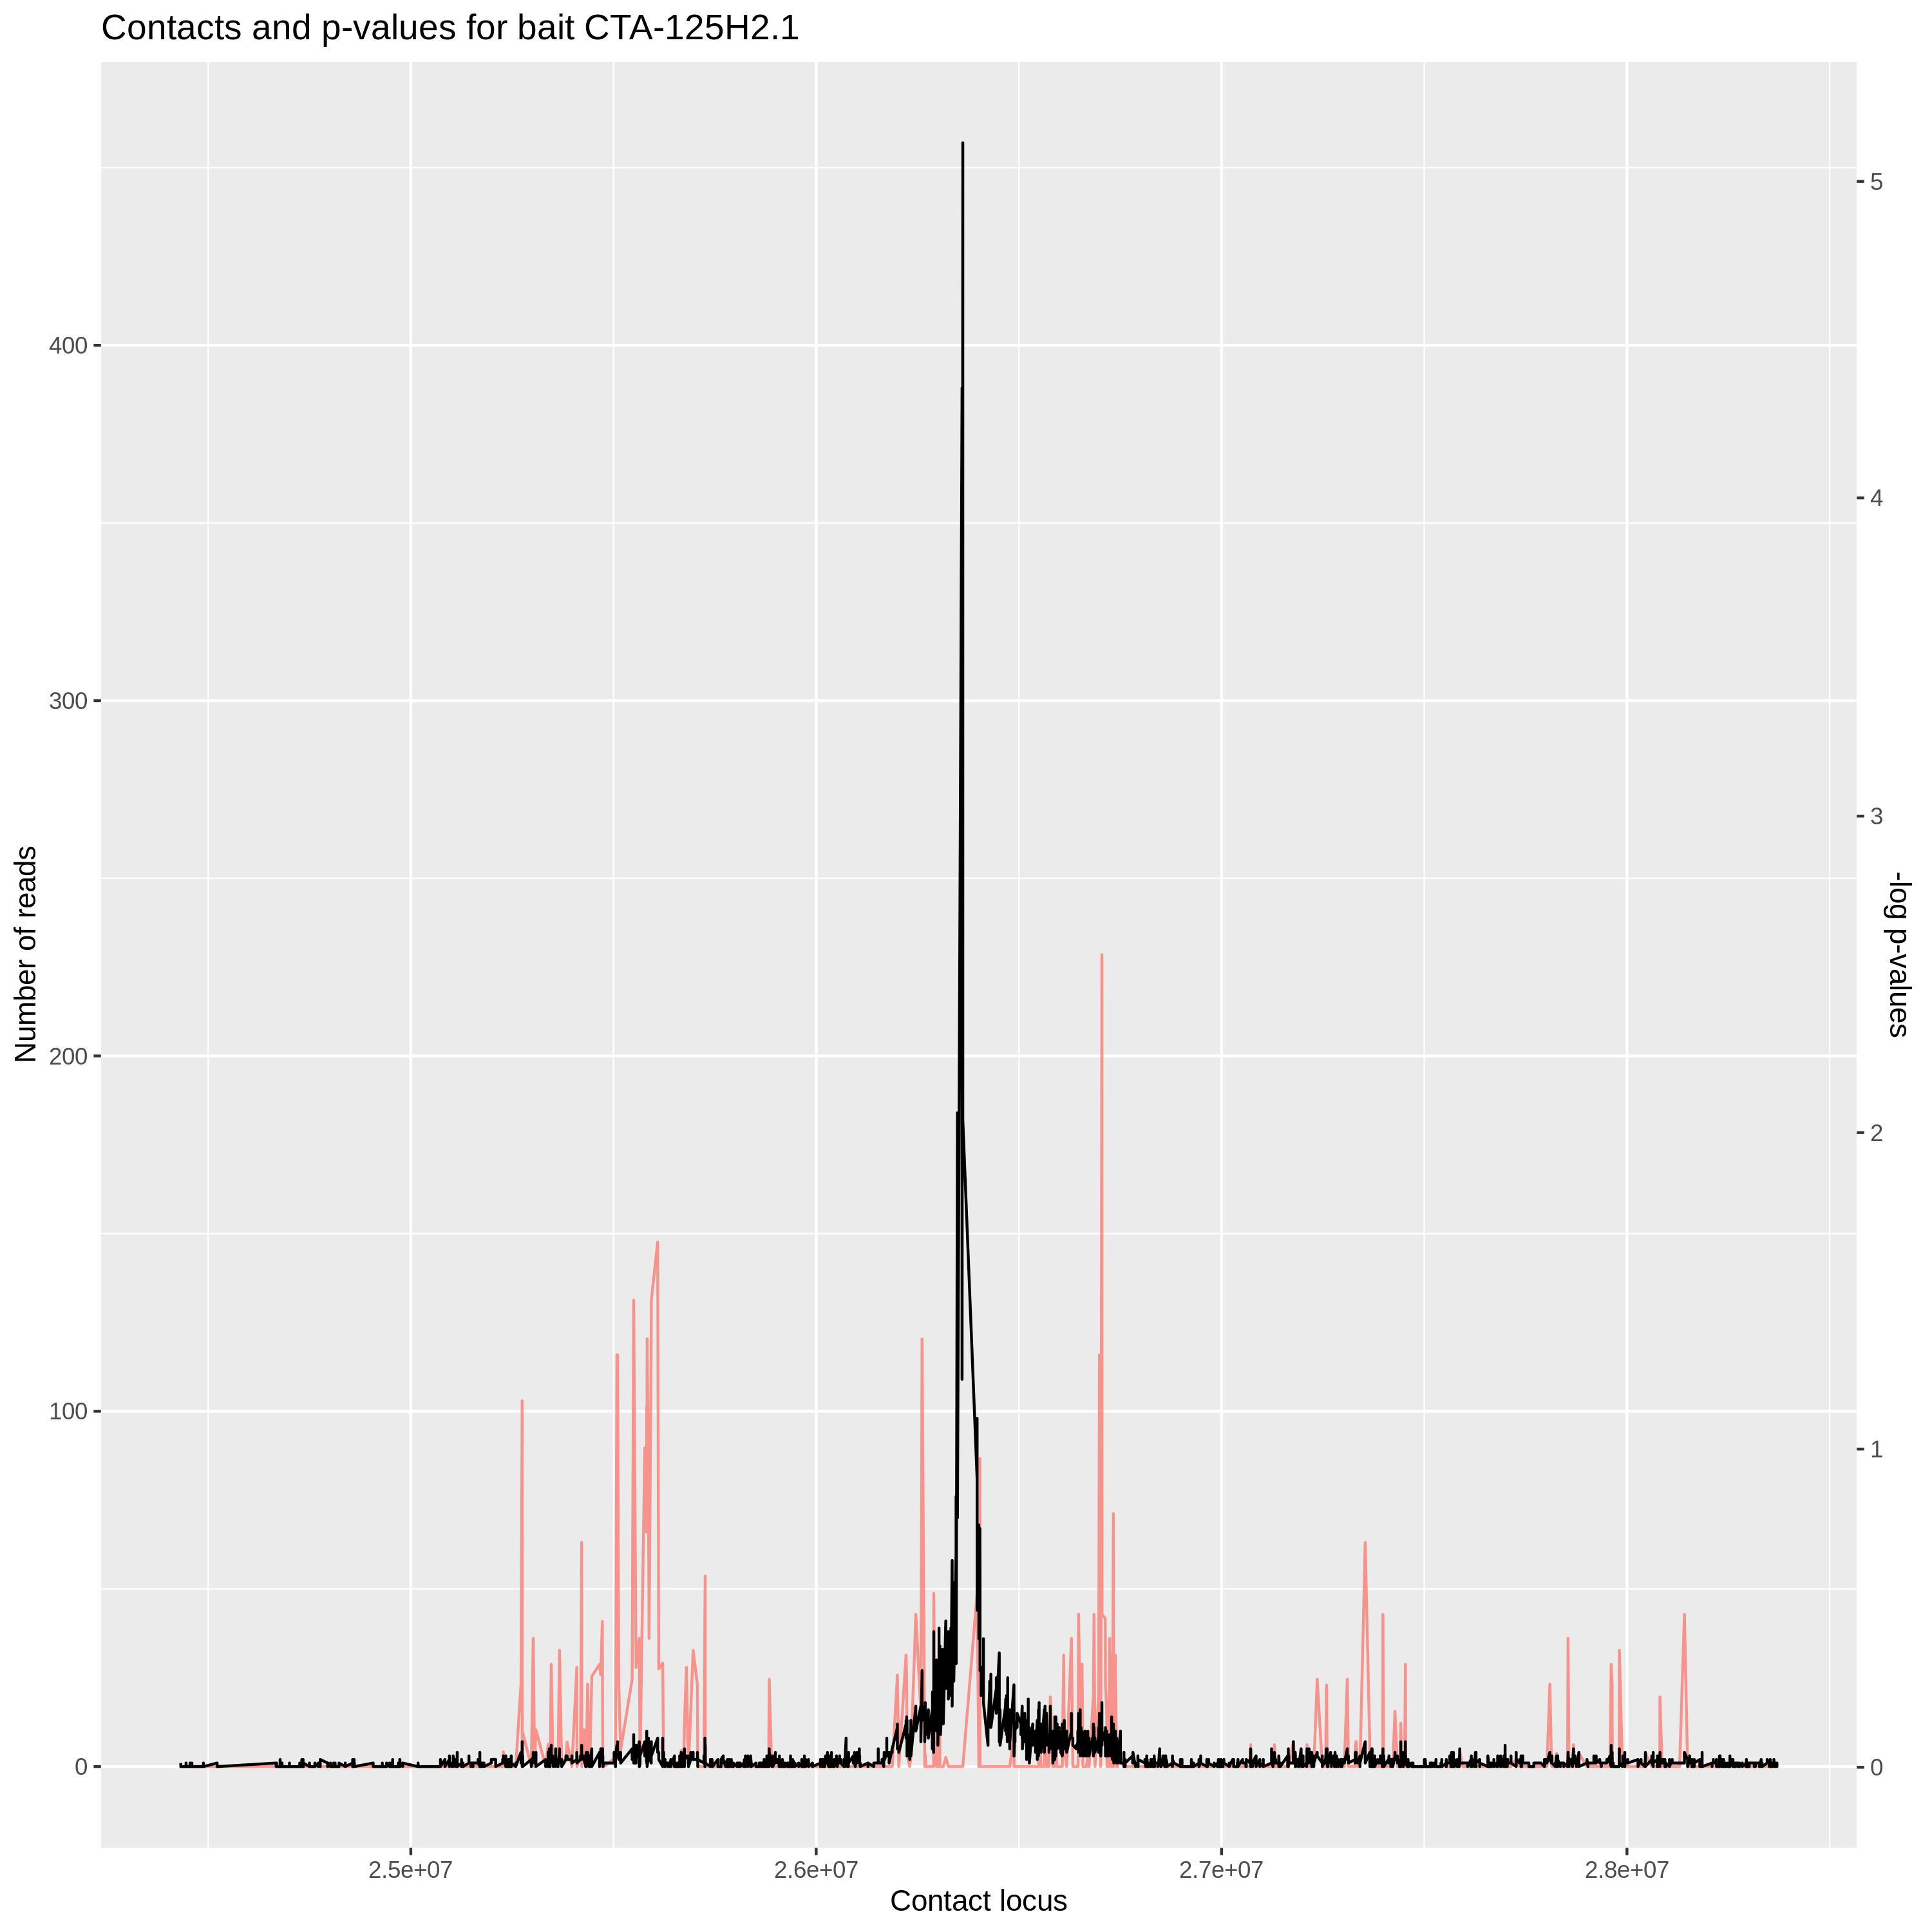 Contacts and p-values for bait CTA-125H2.1
Number of reads
400
300
200
100
0
5
4
3
2
1
0
-log p-values
2.5e+07 2.6e+07 2.7e+07 2.8e+07
Contact locus